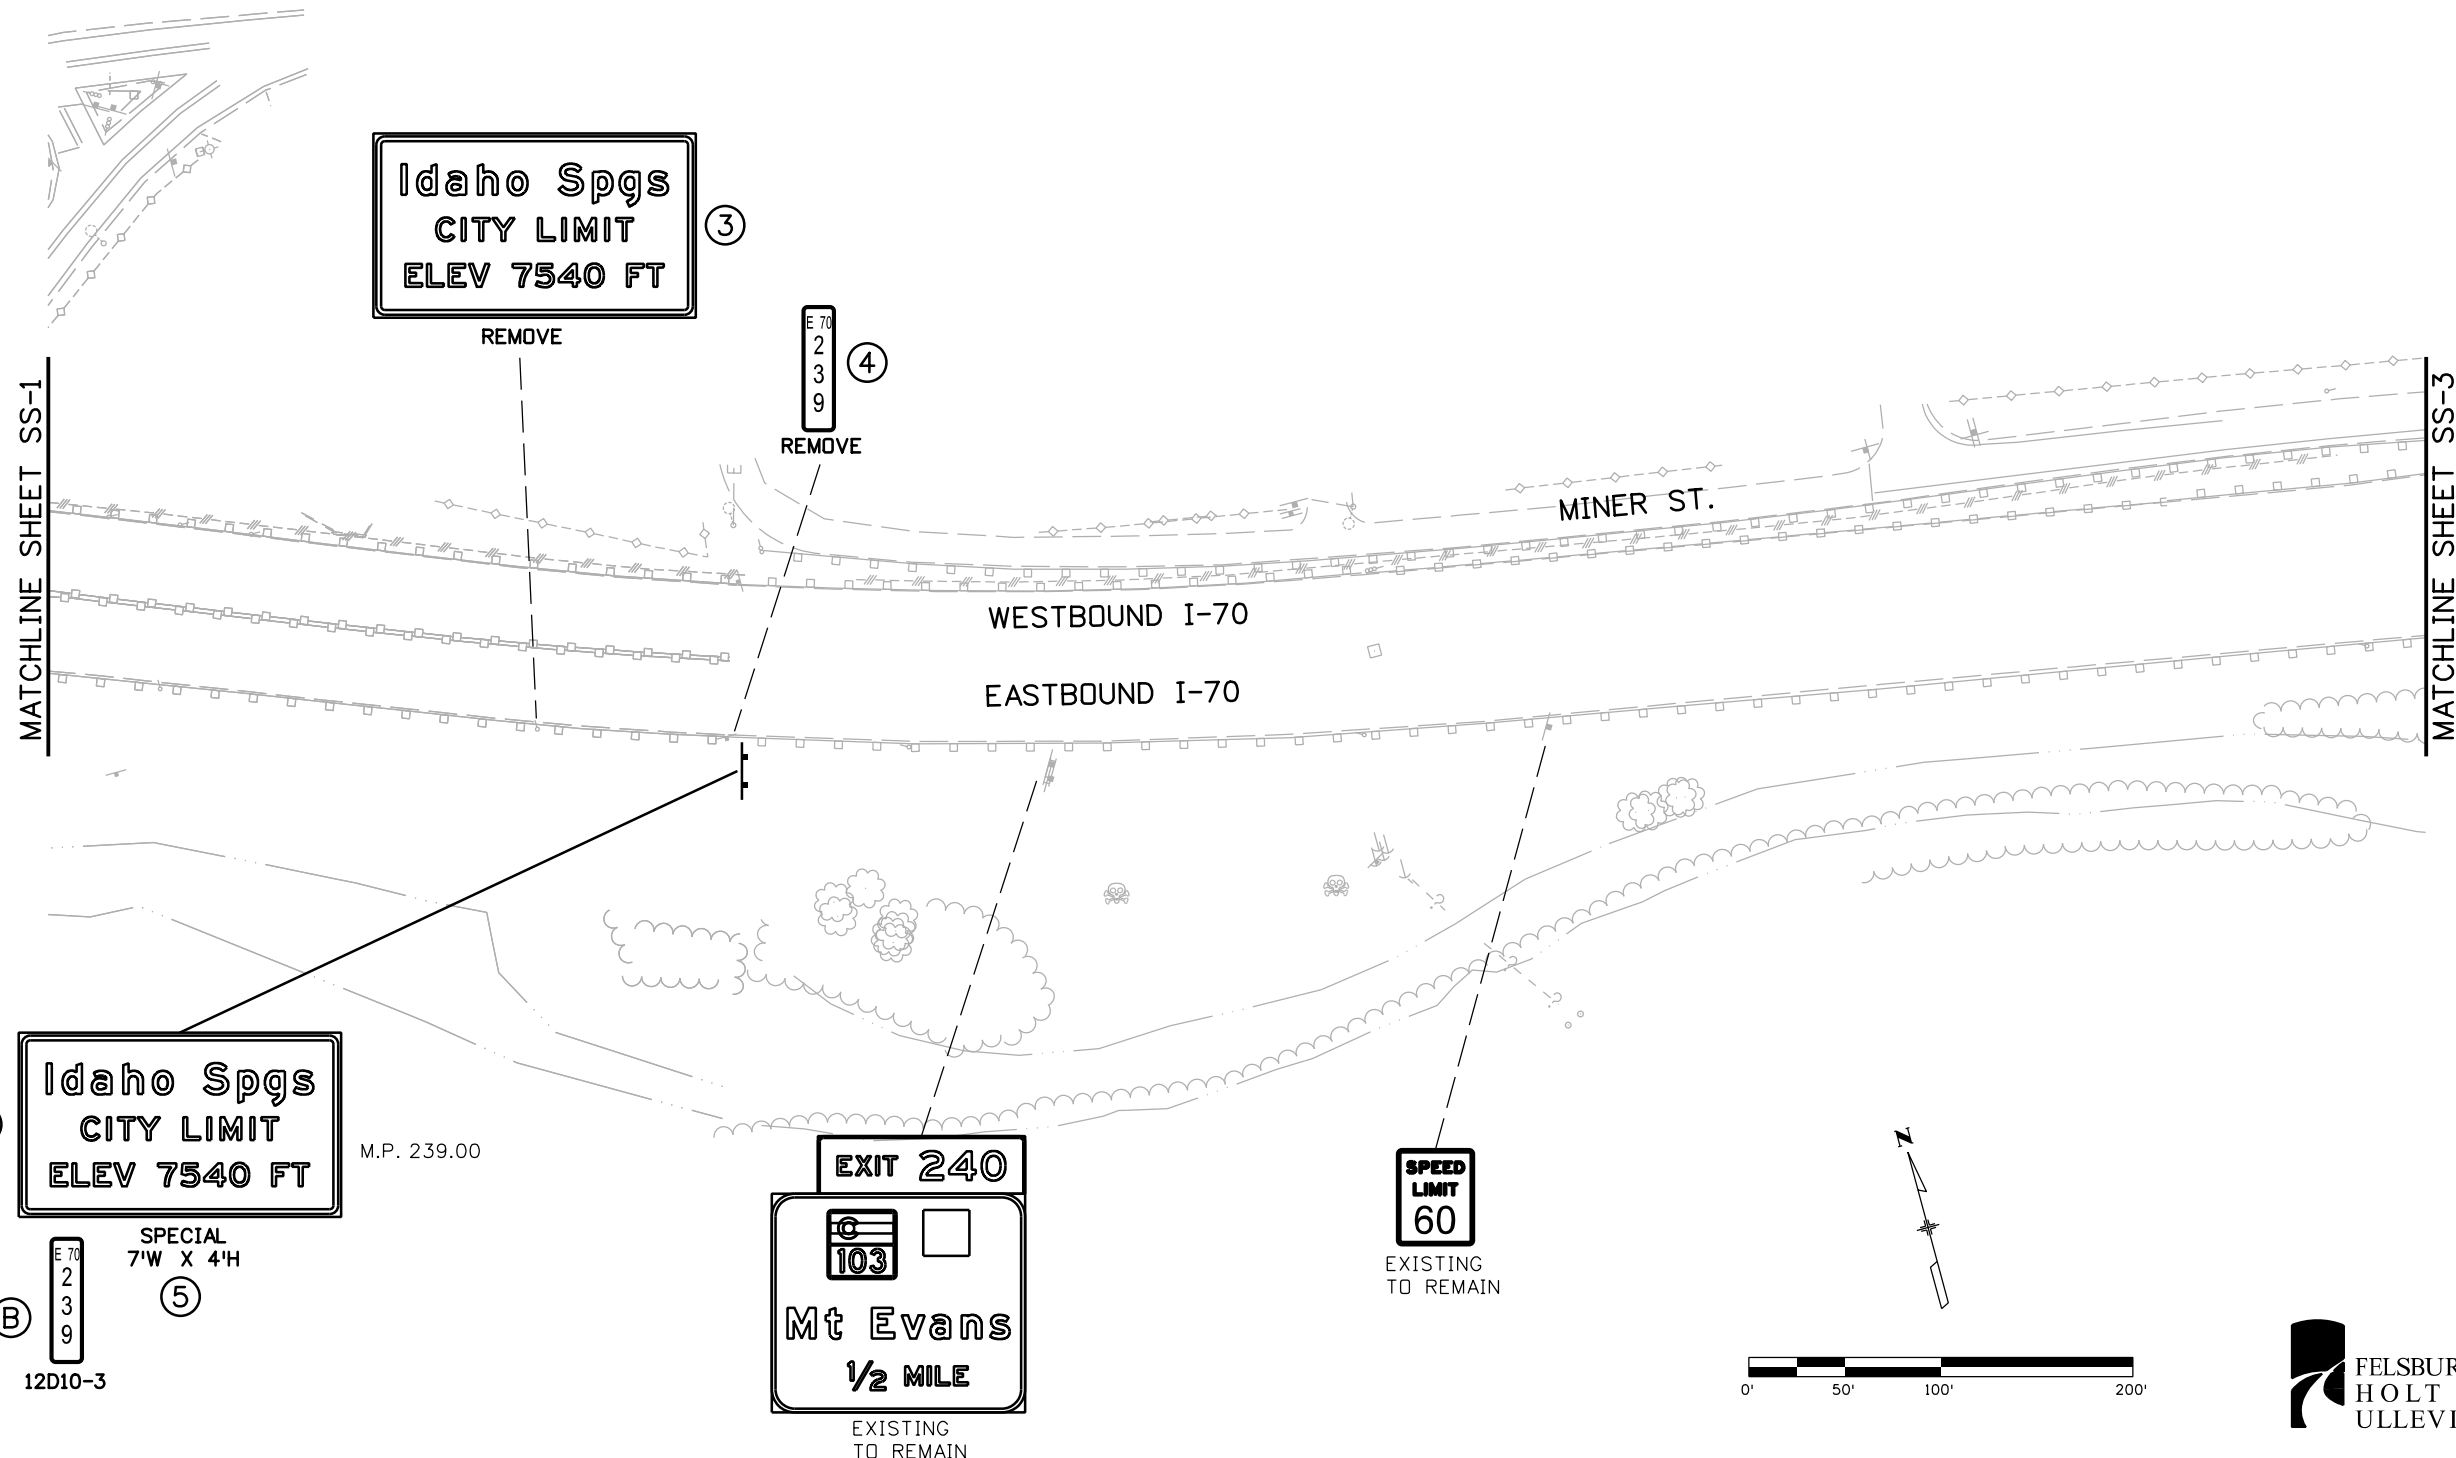 Idaho Spgs
CITY LIMIT
ELEV 7540 FT
3
REMOVE
E 70
2
3
9
4
REMOVE
MATCHLINE SHEET SS-1
MATCHLINE SHEET SS-3
MINER ST.
WESTBOUND I-70
EASTBOUND I-70
Idaho Spgs
CITY LIMIT
ELEV 7540 FT
M.P. 239.00
SPECIAL
7'W X 4'H
5
B
E 70
2
3
9
12D10-3
EXIT 240
C
103
Mt Evans
1/2 MILE
EXISTING
TO REMAIN
SPEED
LIMIT
60
EXISTING
TO REMAIN
N
0' 50' 100' 200'
HOLT